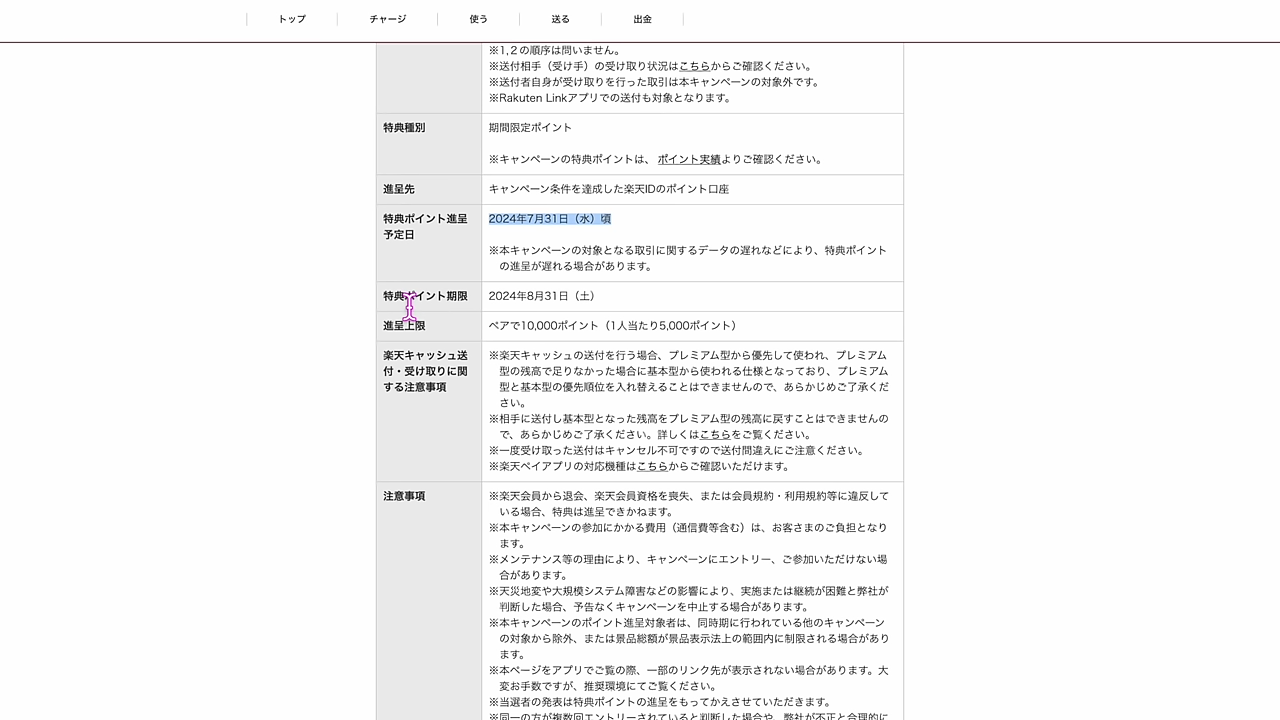 トップ
チャージ
使う
送る
出金
※1,2の順序は問いません。
※送付相手（受け手）の受け取り状況はこちらからご確認ください。
※送付者自身が受け取りを行った取引は本キャンペーンの対象外です。
※Rakuten Linkアプリでの送付も対象となります。
特典種別
期間限定ポイント
※キャンペーンの特典ポイントは、 ポイント実績よりご確認ください。
進呈先
キャンペーン条件を達成した楽天IDのポイント口座
特典ポイント進呈
予定日
2024年7月31日（水）頃
※本キャンペーンの対象となる取引に関するデータの遅れなどにより、特典ポイント
の進呈が遅れる場合があります。
特典ポイント期限
2024年8月31日（土）
進呈上限
ペアで10,000ポイント（1人当たり5,000ポイント）
楽天キャッシュ送
付・受け取りに関
する注意事項
※楽天キャッシュの送付を行う場合、プレミアム型から優先して使われ、プレミアム
型の残高で足りなかった場合に基本型から使われる仕様となっており、プレミアム
型と基本型の優先順位を入れ替えることはできませんので、あらかじめご了承くだ
さい。
※相手に送付し基本型となった残高をプレミアム型の残高に戻すことはできませんの
で、あらかじめご了承ください。詳しくはこちらをご覧ください。
※一度受け取った送付はキャンセル不可ですので送付間違えにご注意ください。
※楽天ペイアプリの対応機種はこちらからご確認いただけます。
注意事項
※楽天会員から退会、楽天会員資格を喪失、または会員規約・利用規約等に違反して
いる場合、特典は進呈できかねます。
※本キャンペーンの参加にかかる費用（通信費等含む）は、お客さまのご負担となり
ます。
※メンテナンス等の理由により、キャンペーンにエントリー、ご参加いただけない場
合があります。
※天災地変や大規模システム障害などの影響により、実施または継続が困難と弊社が
判断した場合、予告なくキャンペーンを中止する場合があります。
※本キャンペーンのポイント進呈対象者は、同時期に行われている他のキャンペーン
の対象から除外、または景品総額が景品表示法上の範囲内に制限される場合があり
ます。
※本ページをアプリでご覧の際、一部のリンク先が表示されない場合があります。大
変お手数ですが、推奨環境にてご覧ください。
※当選者の発表は特典ポイントの進呈をもってかえさせていただきます。
※同一の方が複数回エントリーされていると判断した場合や、弊社が不正と合理的に